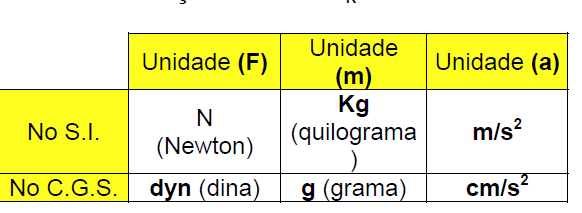 Unidade (F)
Unidade
(m)
Unidade (a)
No S.I.
N
(Newton)
Kg
(quilograma
)
m/s²
No C.G.S.
dyn (dina)
g (grama)
cm/s²